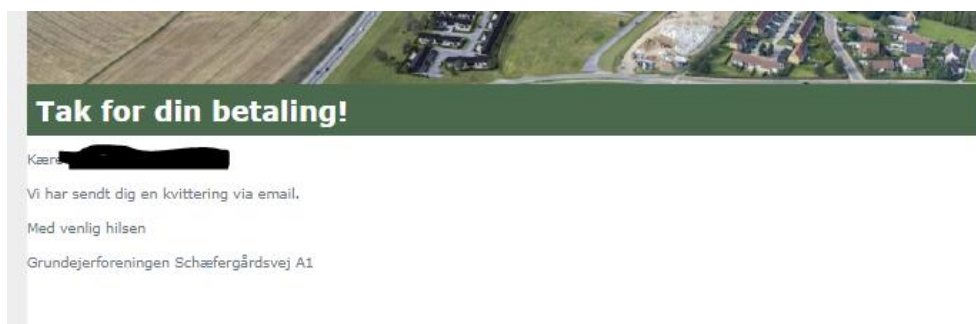 Tak for din betaling!
Kære
Vi har sendt dig en kvittering via email.
Med venlig hilsen
Grundejerforeningen Schæfergårdsvej A1